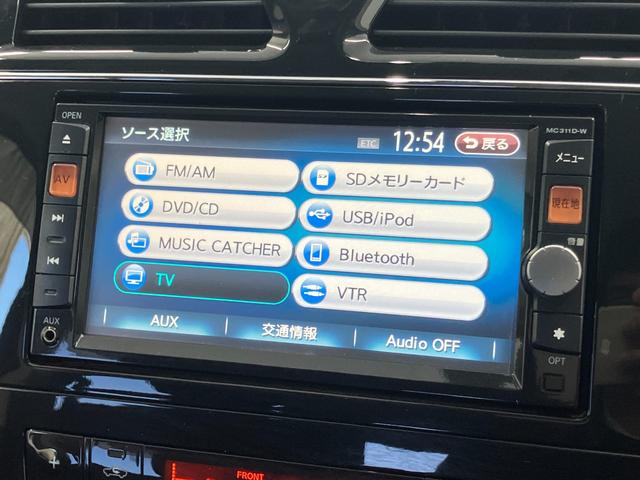 OPEN
MC311D-W
ソース選択
ETC
12:54
戻る
メニュー
AV
現在地
FM/AM
SDメモリーカード
DVD/CD
USB/iPod
MUSIC CATCHER
Bluetooth
TV
VTR
音量
AUX
AUX
交通情報
Audio OFF
OPT
FRONT